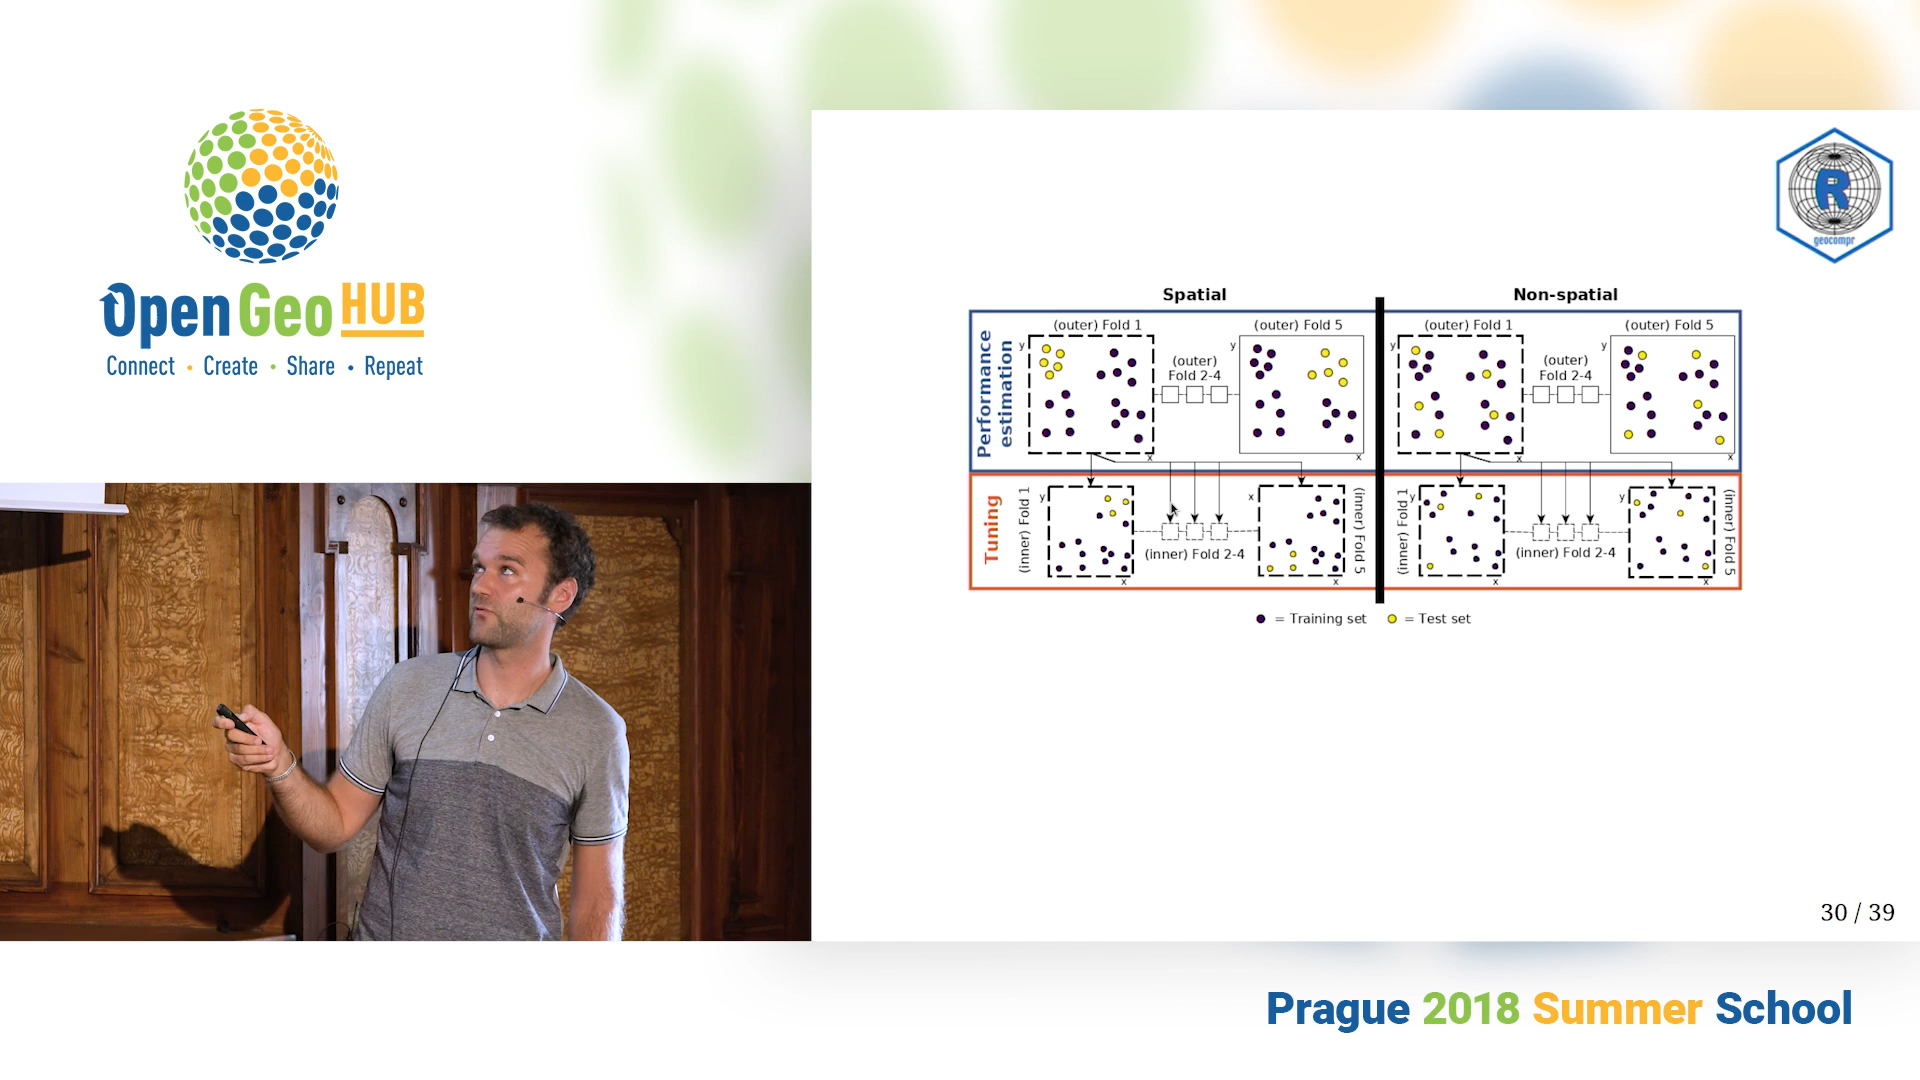 Open Geo HUB
Connect • Create • Share • Repeat
R
geocompr
Spatial
Non-spatial
Performance
estimation
(outer) Fold 1
(outer)
Fold 2-4
(outer) Fold 5
(outer) Fold 1
(outer)
Fold 2-4
(outer) Fold 5
y
x
y
x
y
x
y
x
Tuning
(inner) Fold 1
(inner) Fold 2-4
(inner) Fold 5
(inner) Fold 1
(inner) Fold 2-4
(inner) Fold 5
y
x
x
x
y
x
y
x
= Training set
= Test set
30 / 39
Prague 2018 Summer School